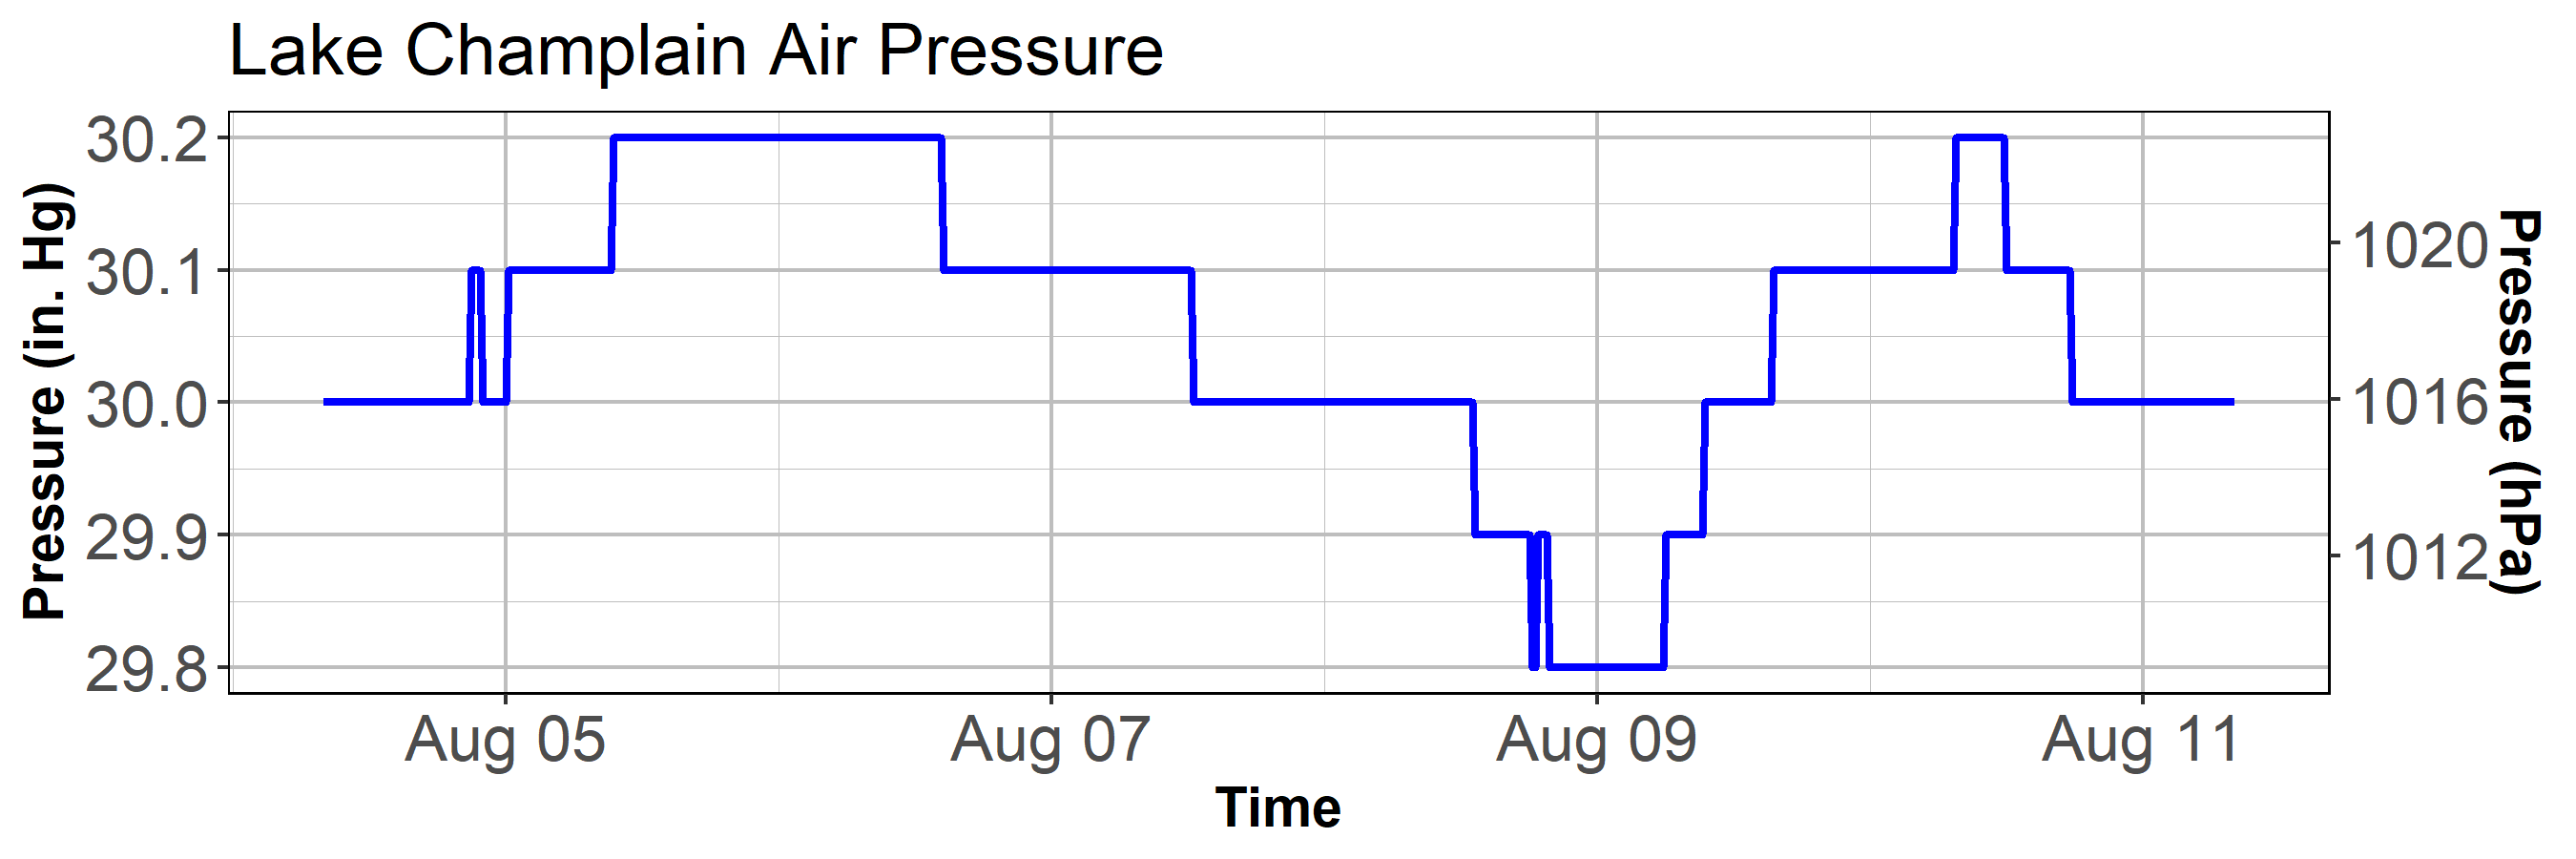 Lake Champlain Air Pressure
Pressure (in. Hg)
30.2
30.1
30.0
29.9
29.8
1020
1016
1012
Pressure (hPa)
Aug 05
Aug 07
Aug 09
Aug 11
Time